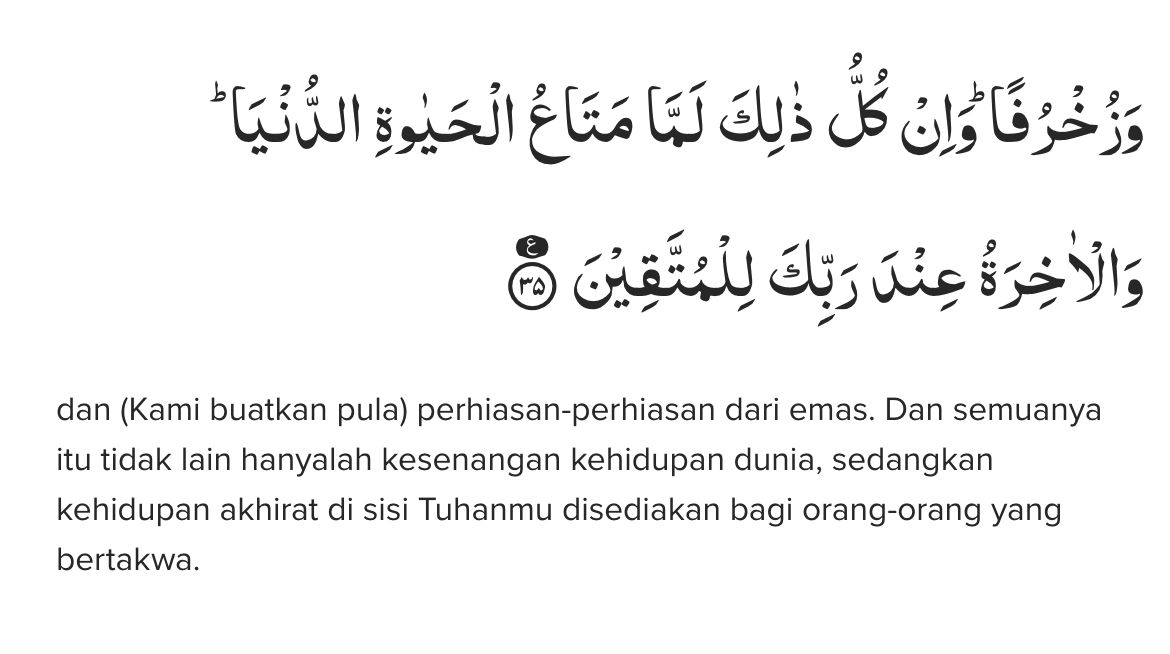 وَزُخْرُفًاۗ وَاِنْ كُلُّ ذٰلِكَ لَمَّا مَتَاعُ الْحَيٰوةِ الدُّنْيَا ۗ
وَالْاٰخِرَةُ عِنْدَ رَبِّكَ لِلْمُتَّقِيْنَ ࣖ ٣٥
dan (Kami buatkan pula) perhiasan-perhiasan dari emas. Dan semuanya
itu tidak lain hanyalah kesenangan kehidupan dunia, sedangkan
kehidupan akhirat di sisi Tuhanmu disediakan bagi orang-orang yang
bertakwa.